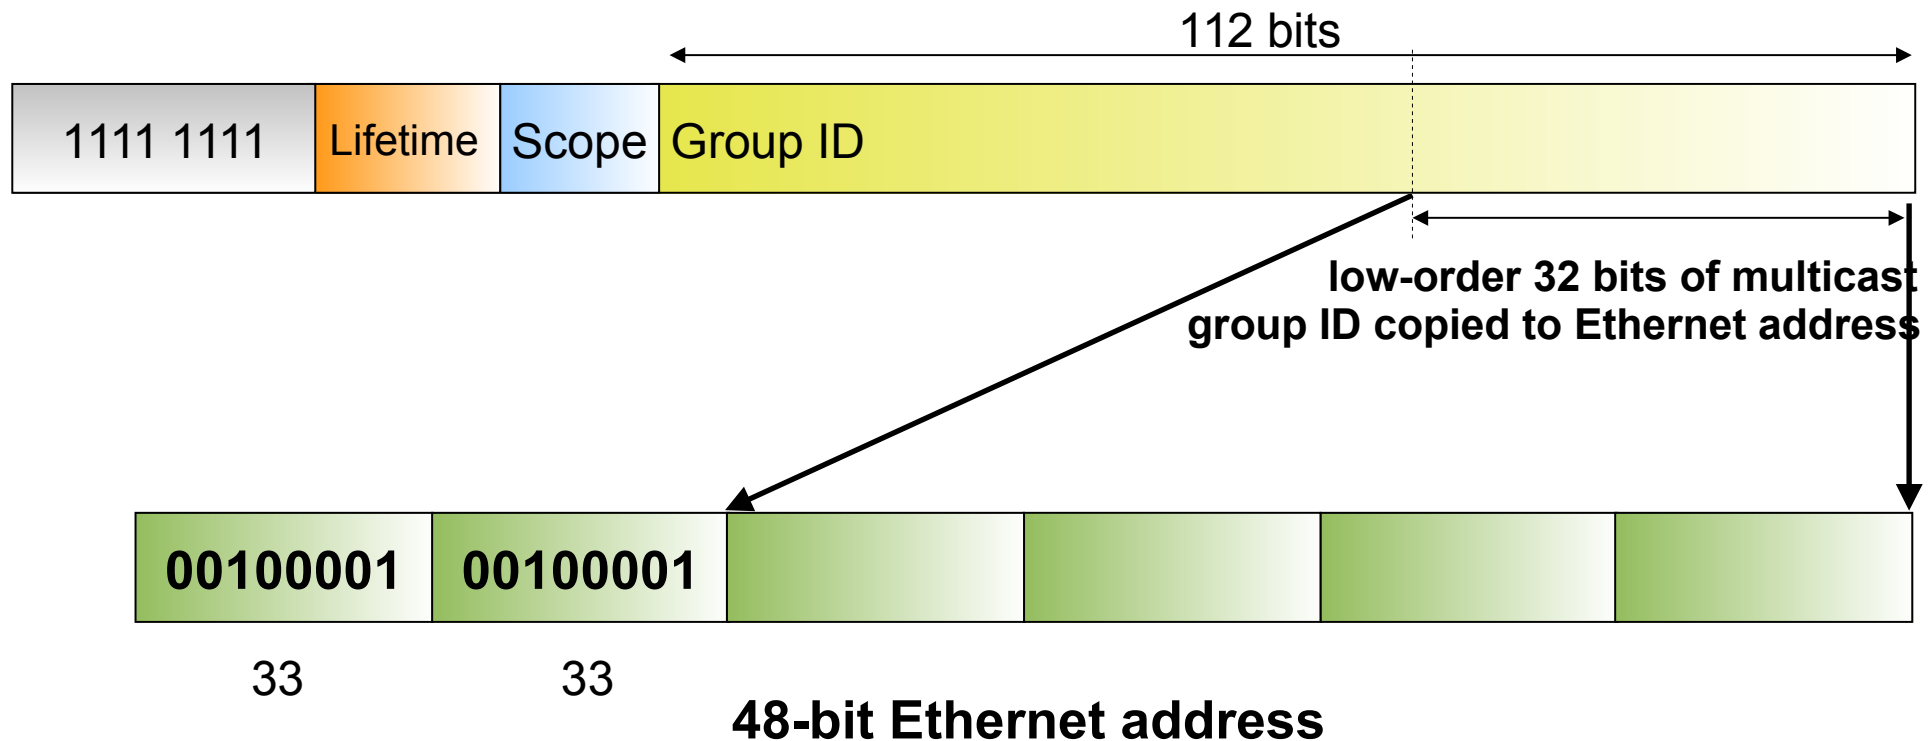 112 bits
1111 1111 Lifetime Scope Group ID
low-order 32 bits of multicast
group ID copied to Ethernet address
00100001 00100001
33 33
48-bit Ethernet address